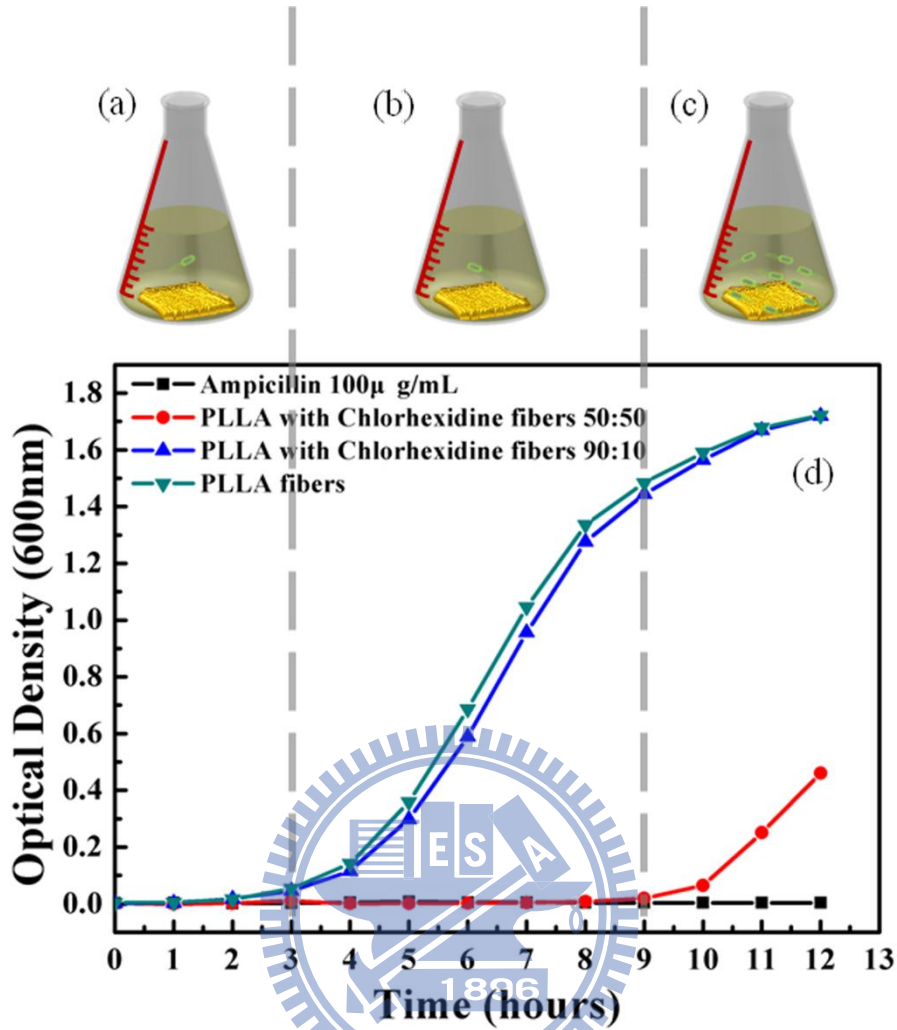 (a)
(b)
(c)
Ampicillin 100μ g/mL
PLLA with Chlorhexidine fibers 50:50
PLLA with Chlorhexidine fibers 90:10
PLLA fibers
(d)
Optical Density (600nm)
1.8
1.6
1.4
1.2
1.0
0.8
0.6
0.4
0.2
0.0
0 1 2 3 4 5 6 7 8 9 10 11 12 13
Time (hours)
E S A
1896